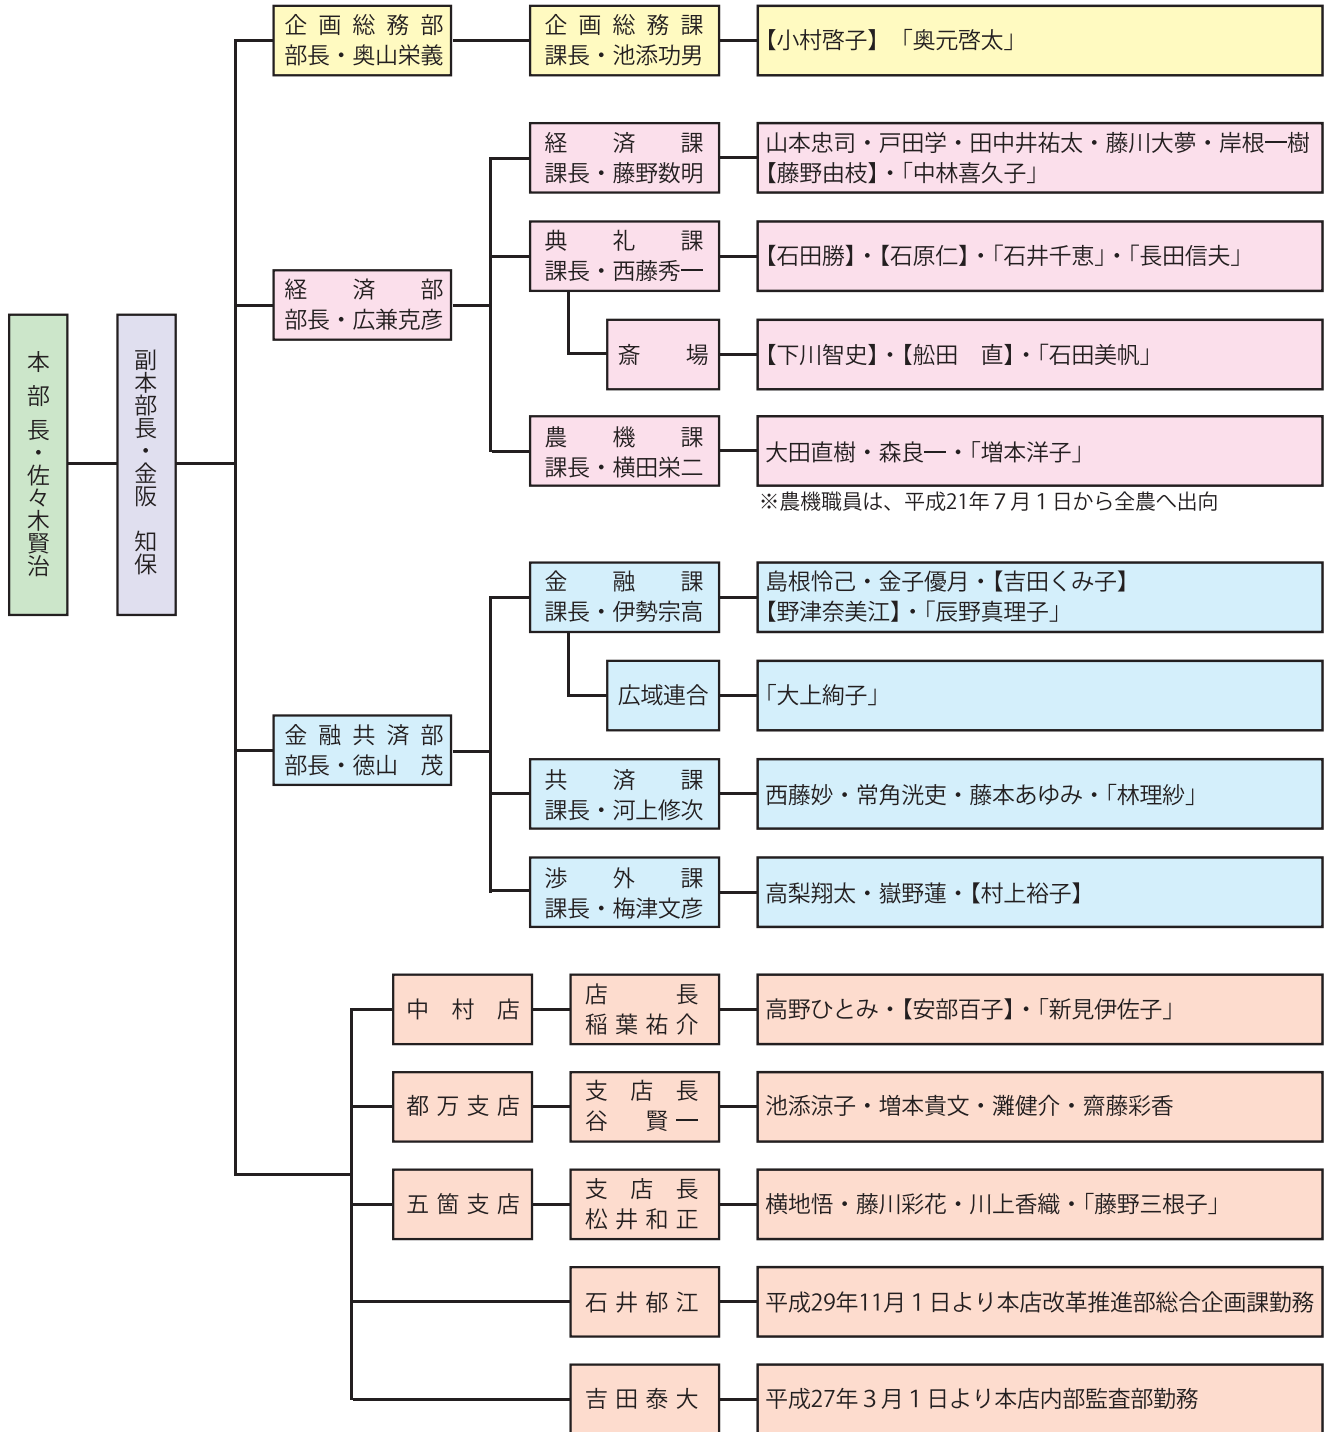 本部長・佐々木賢治
副本部長・金阪　知保
企画総務部
部長・奥山栄義
企画総務課
課長・池添功男
【小村啓子】「奥元啓太」
経済部
部長・広兼克彦
経済課
課長・藤野数明
山本忠司・戸田学・田中井祐太・藤川大夢・岸根一樹
【藤野由枝】・「中林喜久子」
典礼課
課長・西藤秀一
【石田勝】・【石原仁】・「石井千恵」・「長田信夫」
斎場
【下川智史】・【舩田　直】・「石田美帆」
農機課
課長・横田栄二
大田直樹・森良一・「増本洋子」
※農機職員は、平成21年７月１日から全農へ出向
金融共済部
部長・徳山　茂
金融課
課長・伊勢宗高
島根怜己・金子優月・【吉田くみ子】
【野津奈美江】・「辰野真理子」
広域連合
「大上絢子」
共済課
課長・河上修次
西藤妙・常角洸吏・藤本あゆみ・「林理紗」
渉外課
課長・梅津文彦
高梨翔太・嶽野蓮・【村上裕子】
中村店
店長
稲葉祐介
高野ひとみ・【安部百子】・「新見伊佐子」
都万支店
支店長
谷　賢一
池添涼子・増本貴文・灘健介・齋藤彩香
五箇支店
支店長
松井和正
横地悟・藤川彩花・川上香織・「藤野三根子」
石井郁江
平成29年11月１日より本店改革推進部総合企画課勤務
吉田泰大
平成27年３月１日より本店内部監査部勤務